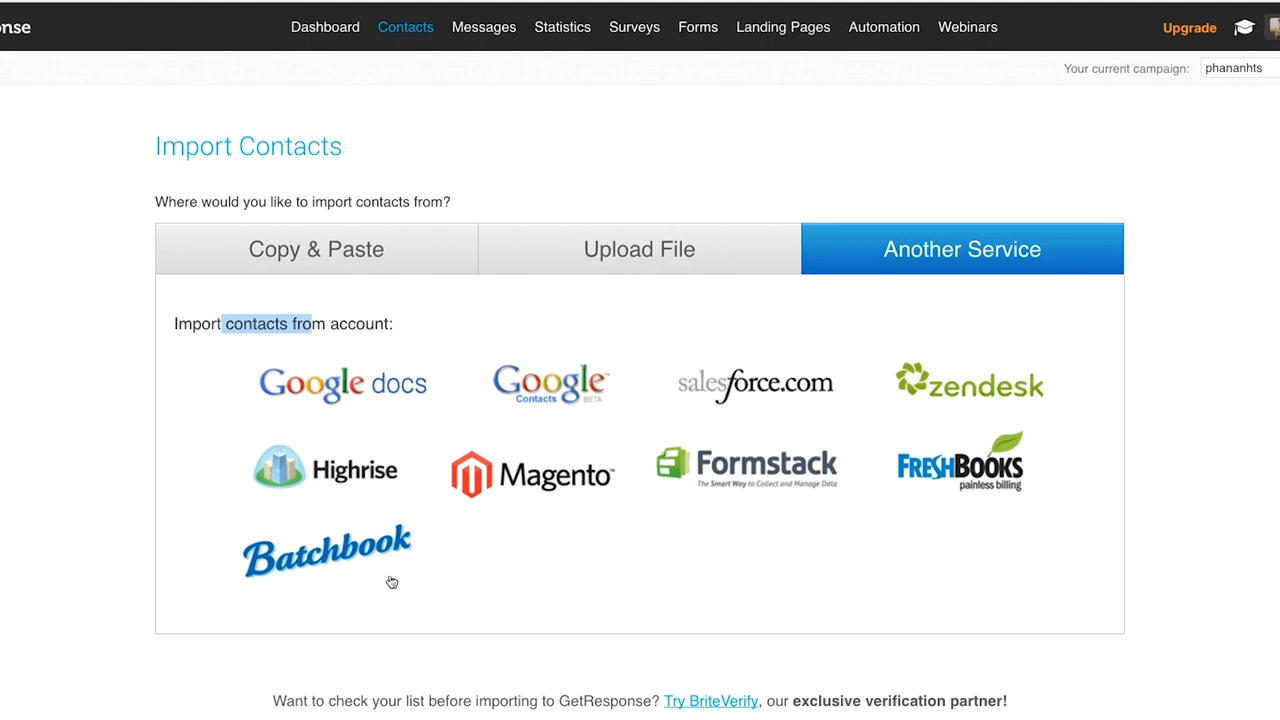 nse Dashboard Contacts Messages Statistics Surveys Forms Landing Pages Automation Webinars Upgrade
Your current campaign: phananhts
Import Contacts
Where would you like to import contacts from?
Copy & Paste Upload File Another Service
Import contacts from account:
Google docs Google™ Contacts BETA salesforce.com zendesk
Highrise Magento™ Formstack The Smart Way to Collect and Manage Data FRESHBOOKS painless billing
Batchbook
Want to check your list before importing to GetResponse? Try BriteVerify, our exclusive verification partner!